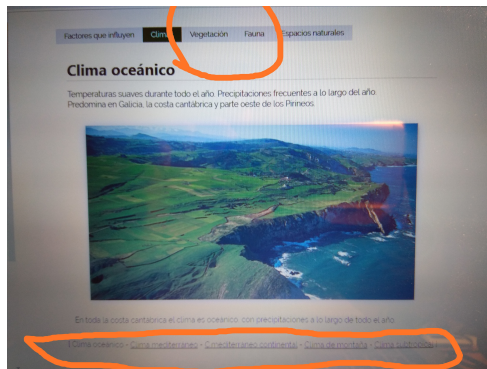 Factores que influyen Clima Vegetación Fauna Espacios naturales
Clima oceánico
Temperaturas suaves durante todo el año. Precipitaciones frecuentes a lo largo del año.
Predomina en Galicia, la costa cantábrica y parte oeste de los Pirineos.
En toda la costa cantábrica el clima es oceánico, con precipitaciones a lo largo de todo el año.
Clima oceánico - Clima mediterráneo - C.mediterráneo continental - Clima de montaña - Clima subtropical